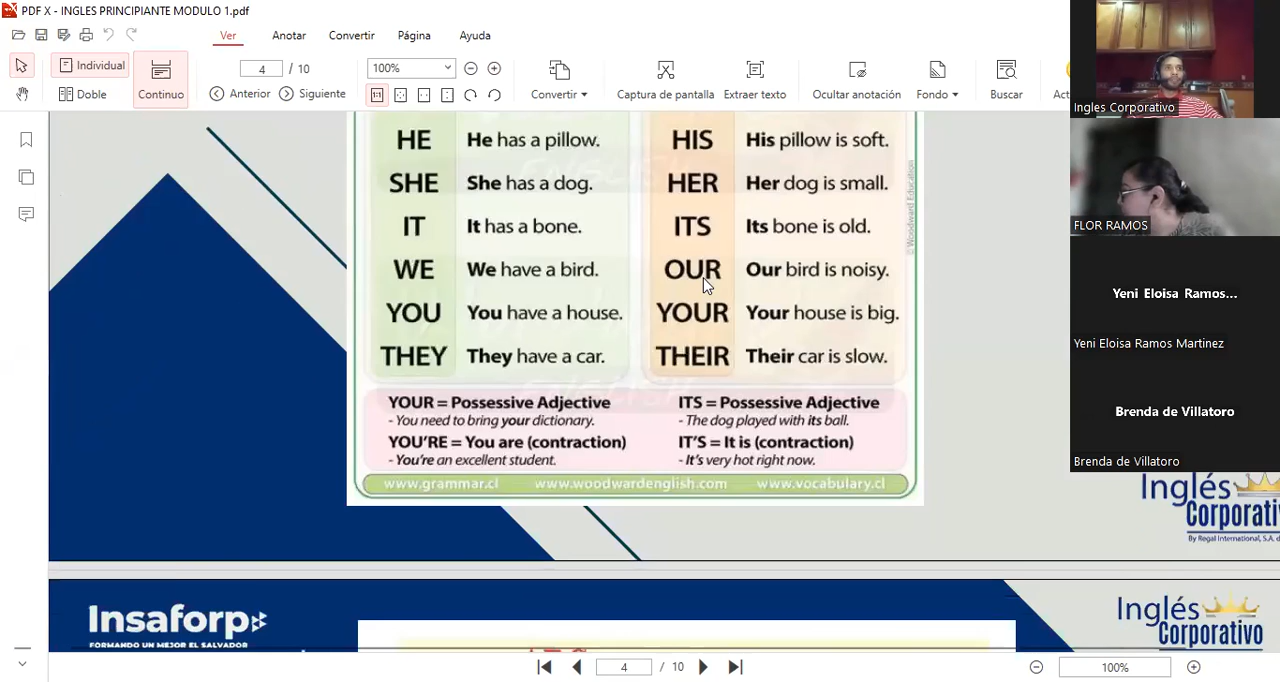 PDF X - INGLES PRINCIPIANTE MODULO 1.pdf
Ver Anotar Convertir Página Ayuda
Individual
Doble
Continuo
4 / 10
Anterior Siguiente
100%
Convertir
Captura de pantalla
Extraer texto
Ocultar anotación
Fondo
Buscar
Act
HE He has a pillow. HIS His pillow is soft.
SHE She has a dog. HER Her dog is small.
IT It has a bone. ITS Its bone is old.
WE We have a bird. OUR Our bird is noisy.
YOU You have a house. YOUR Your house is big.
THEY They have a car. THEIR Their car is slow.
© Woodward Education
YOUR = Possessive Adjective
- You need to bring your dictionary.
YOU'RE = You are (contraction)
- You're an excellent student.
ITS = Possessive Adjective
- The dog played with its ball.
IT'S = It is (contraction)
- It's very hot right now.
www.grammar.cl www.woodwardenglish.com www.vocabulary.cl
Ingles Corporativo
FLOR RAMOS
Yeni Eloisa Ramos...
Yeni Eloisa Ramos Martinez
Brenda de Villatoro
Brenda de Villatoro
Inglés
Corporati
By Regal International, S.A. d
Insaforp
FORMANDO UN MEJOR EL SALVADOR
Inglés
Corporativo
4 / 10
100%